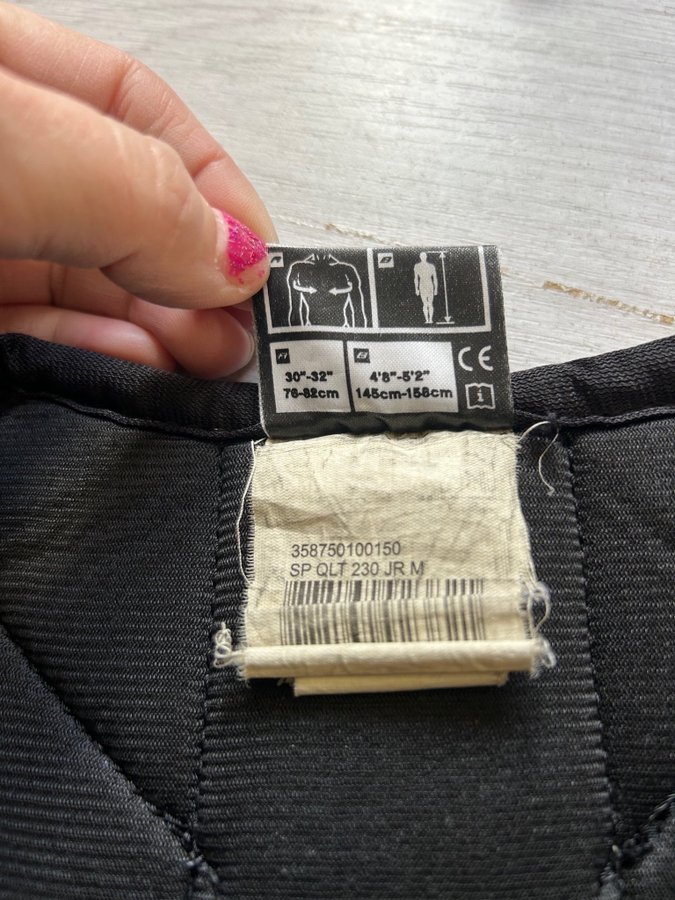 30"-32"
76-82cm
4'8"-5'2"
145cm-158cm
CE
i
358750100150
SP QLT 230 JR M